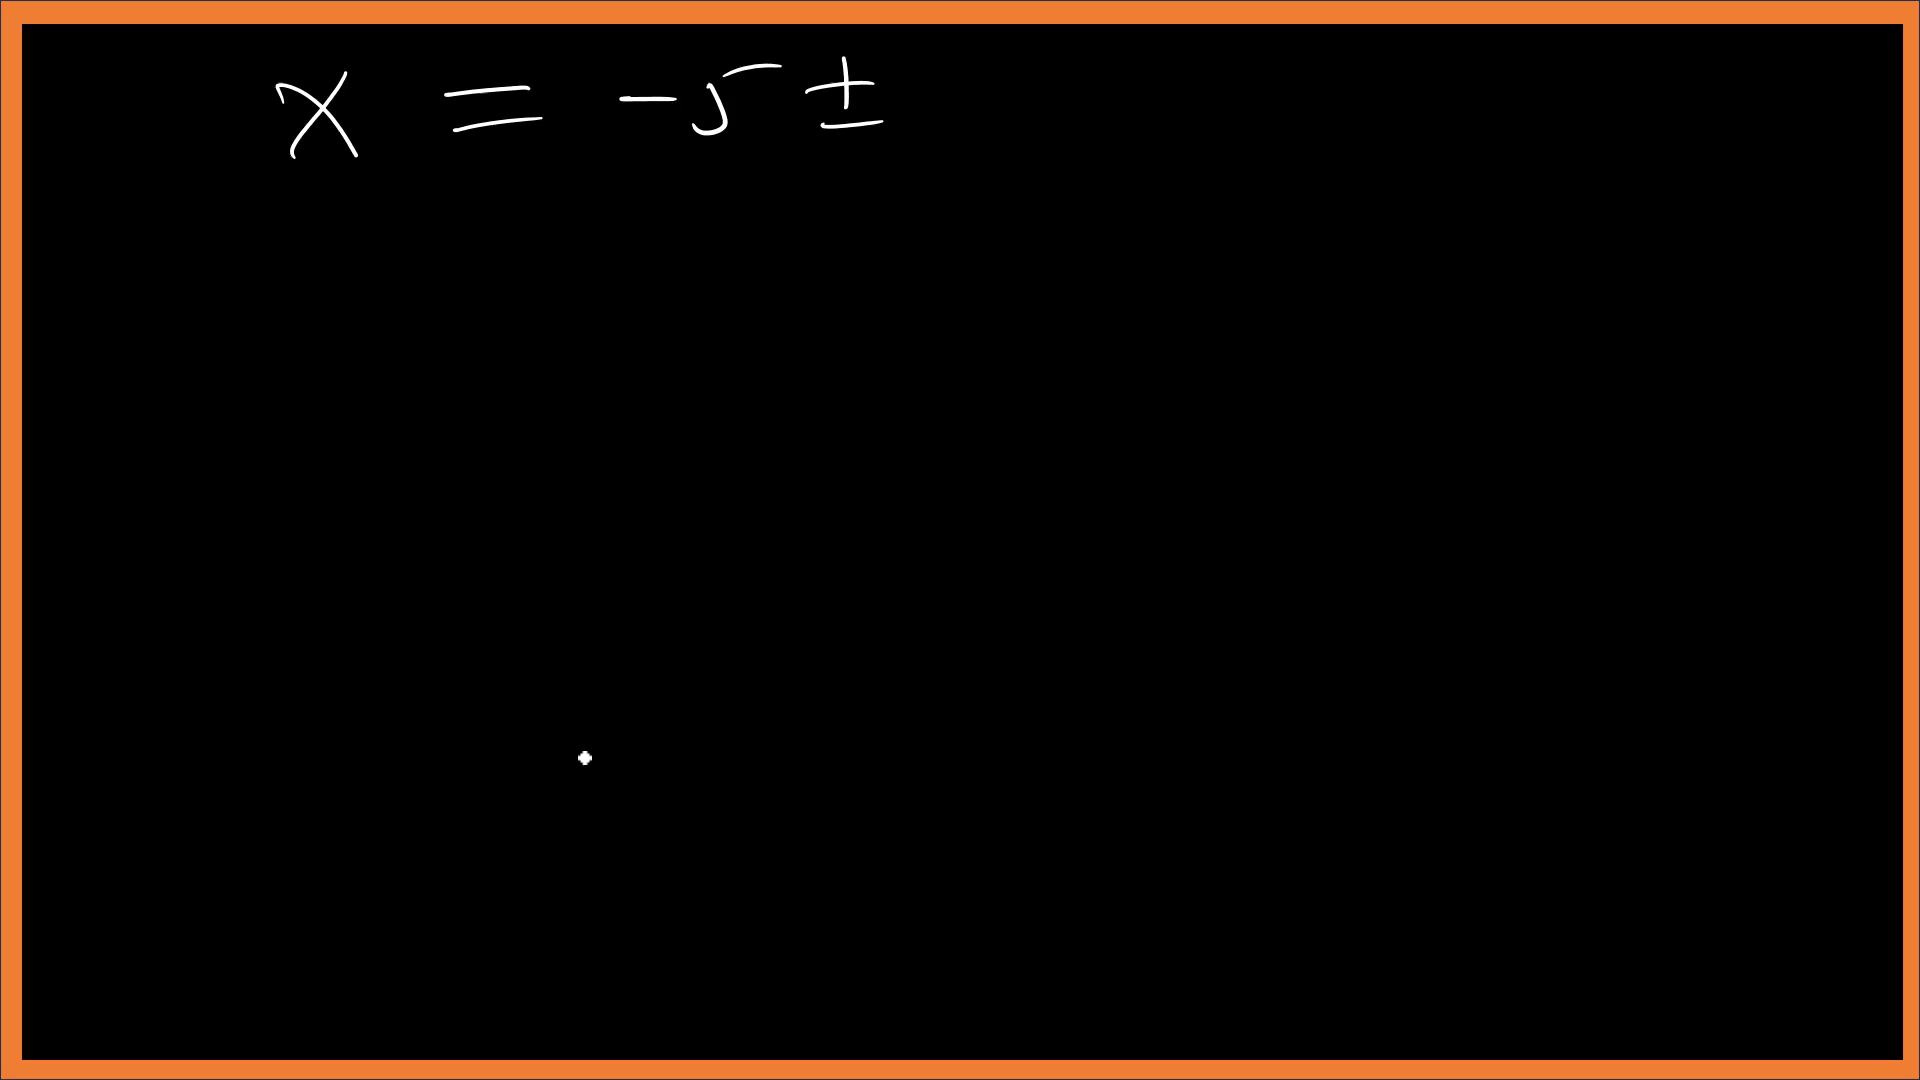 x = -5 ±